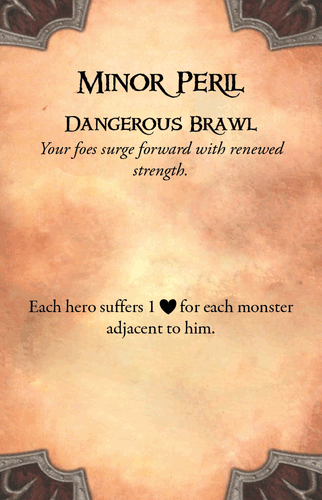 Minor Peril
Dangerous Brawl
Your foes surge forward with renewed
strength.
Each hero suffers 1 ♥ for each monster
adjacent to him.